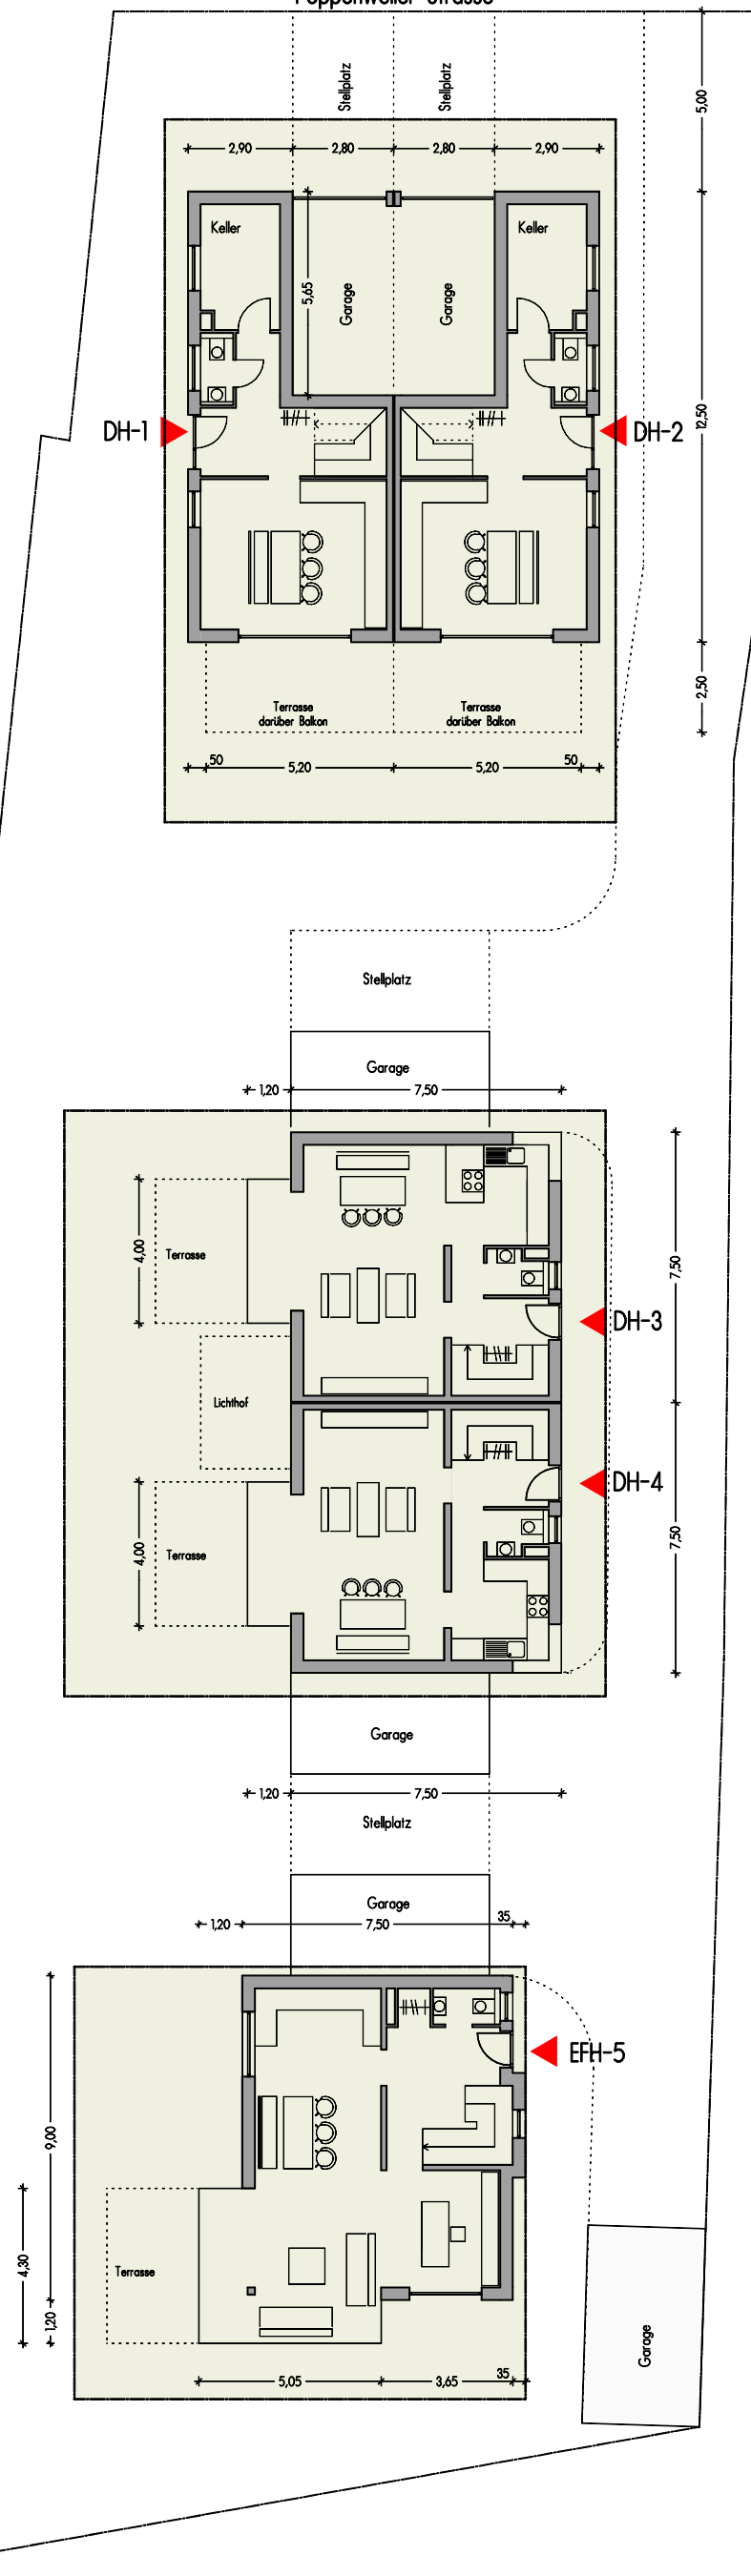 Stellplatz
Stellplatz
5,00
2,90
2,80
2,80
2,90
Keller
Keller
5,65
Garage
Garage
DH-1
DH-2
12,50
2,50
Terrasse
darüber Balkon
Terrasse
darüber Balkon
50
5,20
5,20
50
Stellplatz
Garage
1,20
7,50
4,00
Terrasse
7,50
DH-3
Lichthof
DH-4
4,00
Terrasse
7,50
Garage
1,20
7,50
Stellplatz
Garage
1,20
7,50
35
EFH-5
9,00
4,30
Terrasse
1,20
Garage
5,05
3,65
35